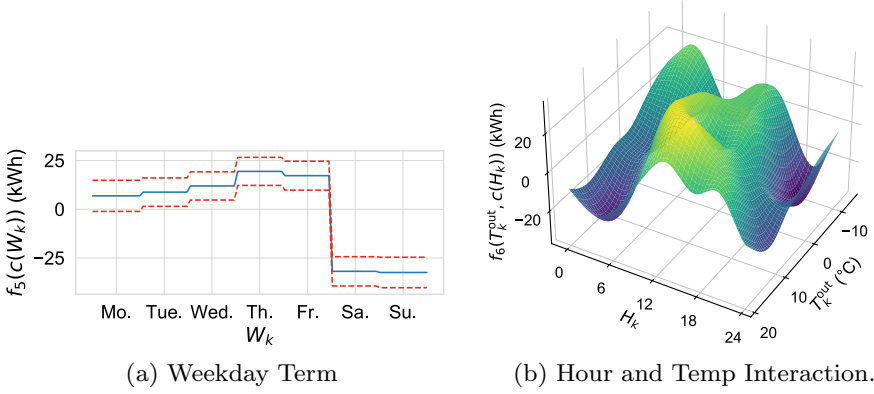 f₅(c(Wₖ)) (kWh)
25
0
−25
Mo. Tue. Wed. Th. Fr. Sa. Su.
Wₖ
(a) Weekday Term
f₆(Tₖᵒᵘᵗ, c(Hₖ)) (kWh)
20
0
−20
0
6
12
18
24
Hₖ
−10
0
10
20
Tₖᵒᵘᵗ (°C)
(b) Hour and Temp Interaction.